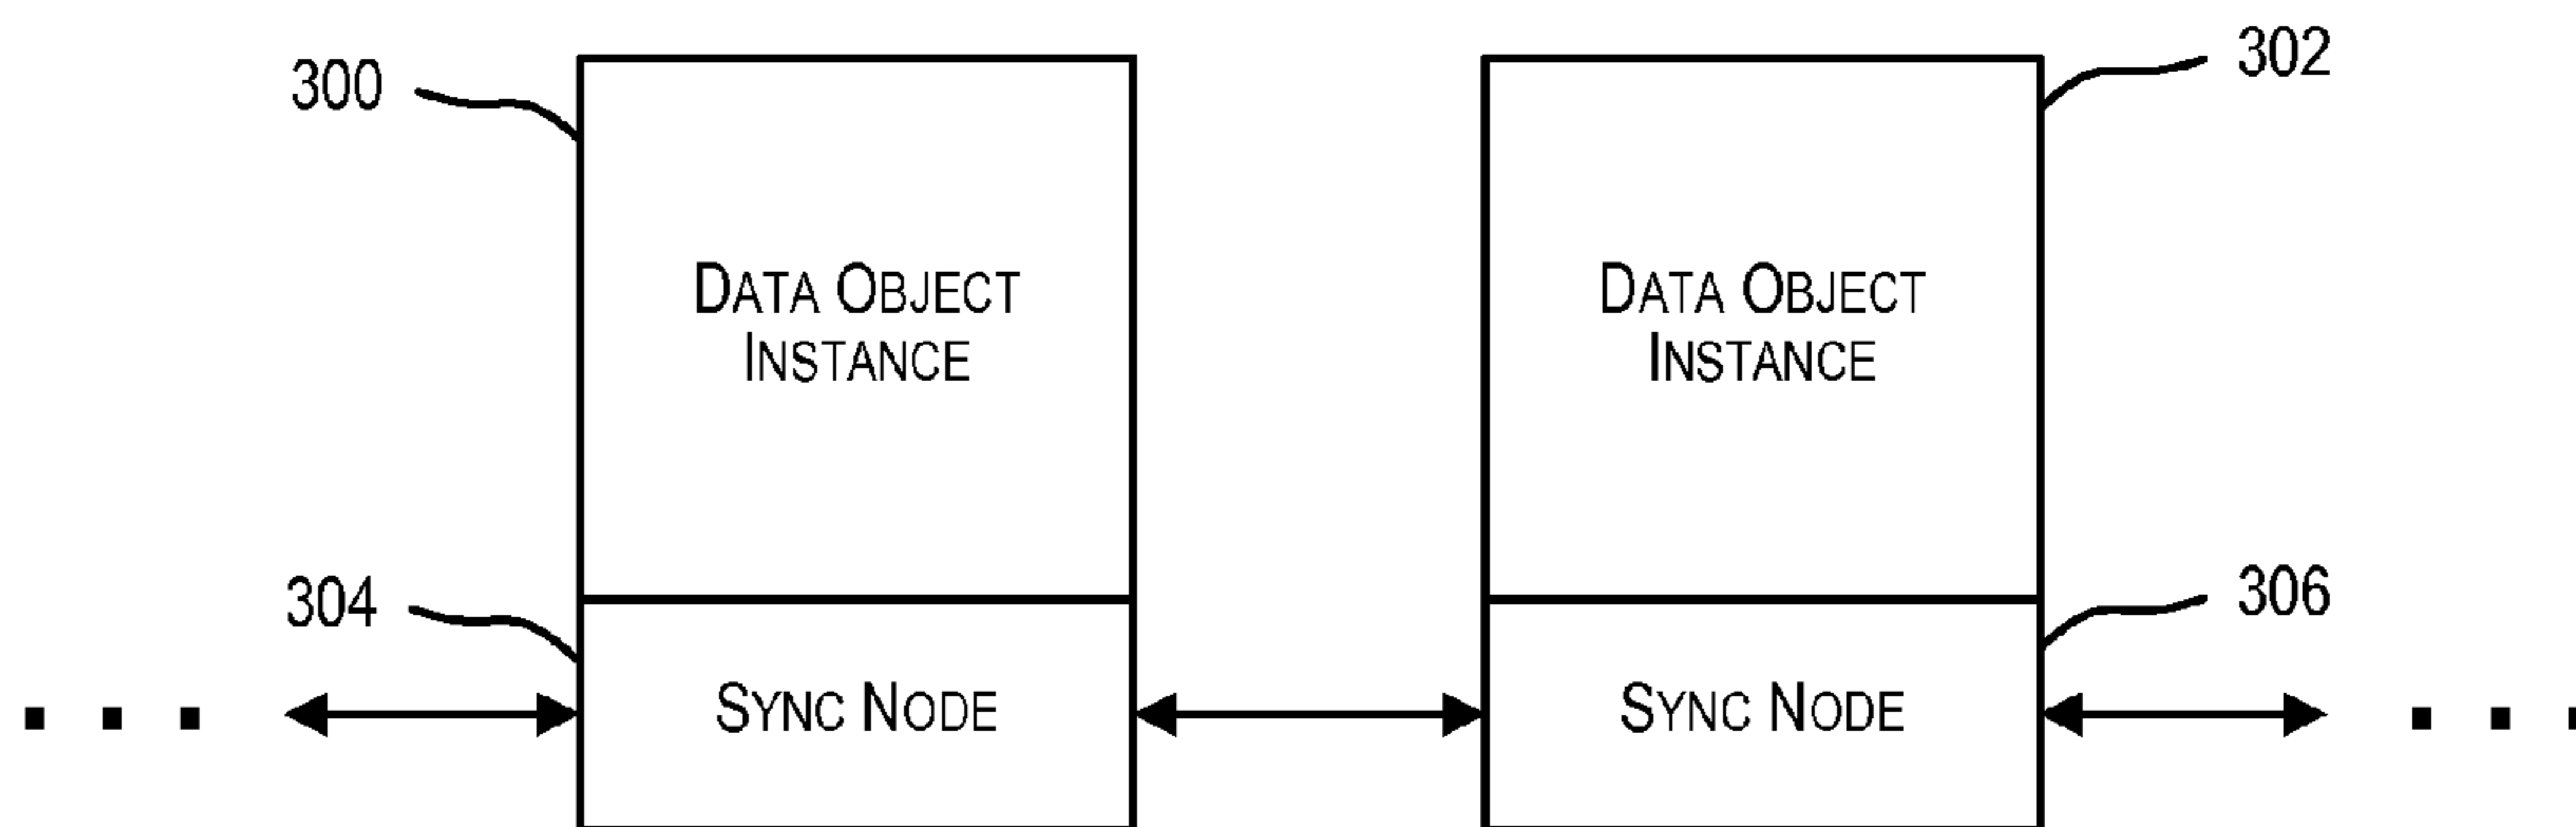 300
302
DATA OBJECT
INSTANCE
DATA OBJECT
INSTANCE
304
306
SYNC NODE
SYNC NODE